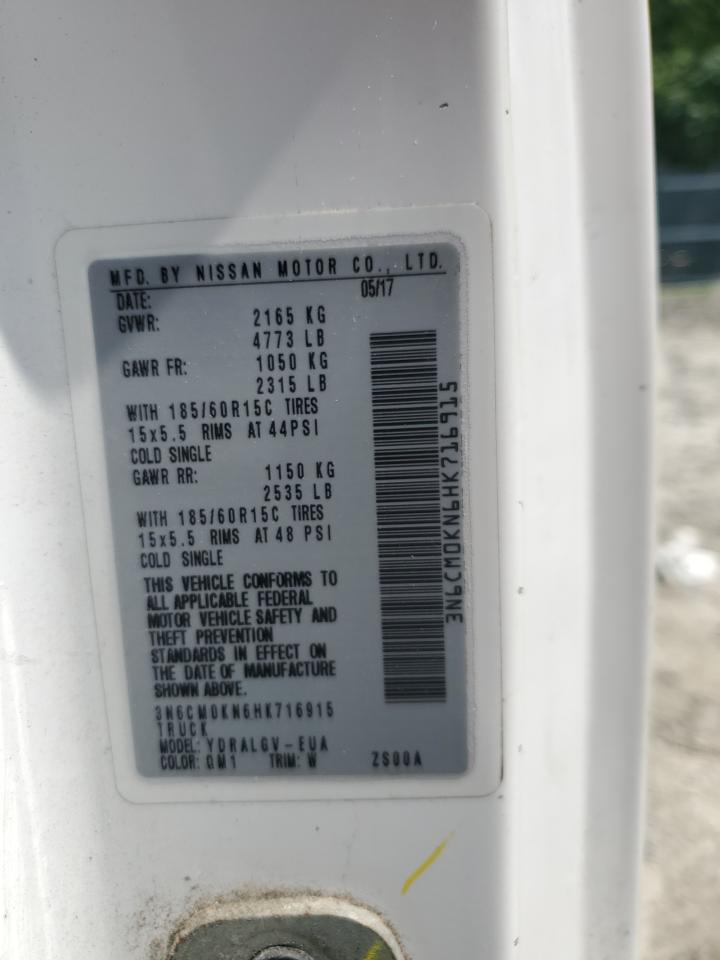 MFD. BY NISSAN MOTOR CO., LTD.
DATE: 05/17
GVWR: 2165 KG
4773 LB
GAWR FR: 1050 KG
2315 LB
WITH 185/60R15C TIRES
15x5.5 RIMS AT 44PSI
COLD SINGLE
GAWR RR: 1150 KG
2535 LB
WITH 185/60R15C TIRES
15x5.5 RIMS AT 48 PSI
COLD SINGLE
THIS VEHICLE CONFORMS TO
ALL APPLICABLE FEDERAL
MOTOR VEHICLE SAFETY AND
THEFT PREVENTION
STANDARDS IN EFFECT ON
THE DATE OF MANUFACTURE
SHOWN ABOVE.
3N6CM0KN6HK716915
TRUCK
MODEL: YDRALGV-EUA
COLOR: QM1 TRIM: W ZS00A
3N6CM0KN6HK716915